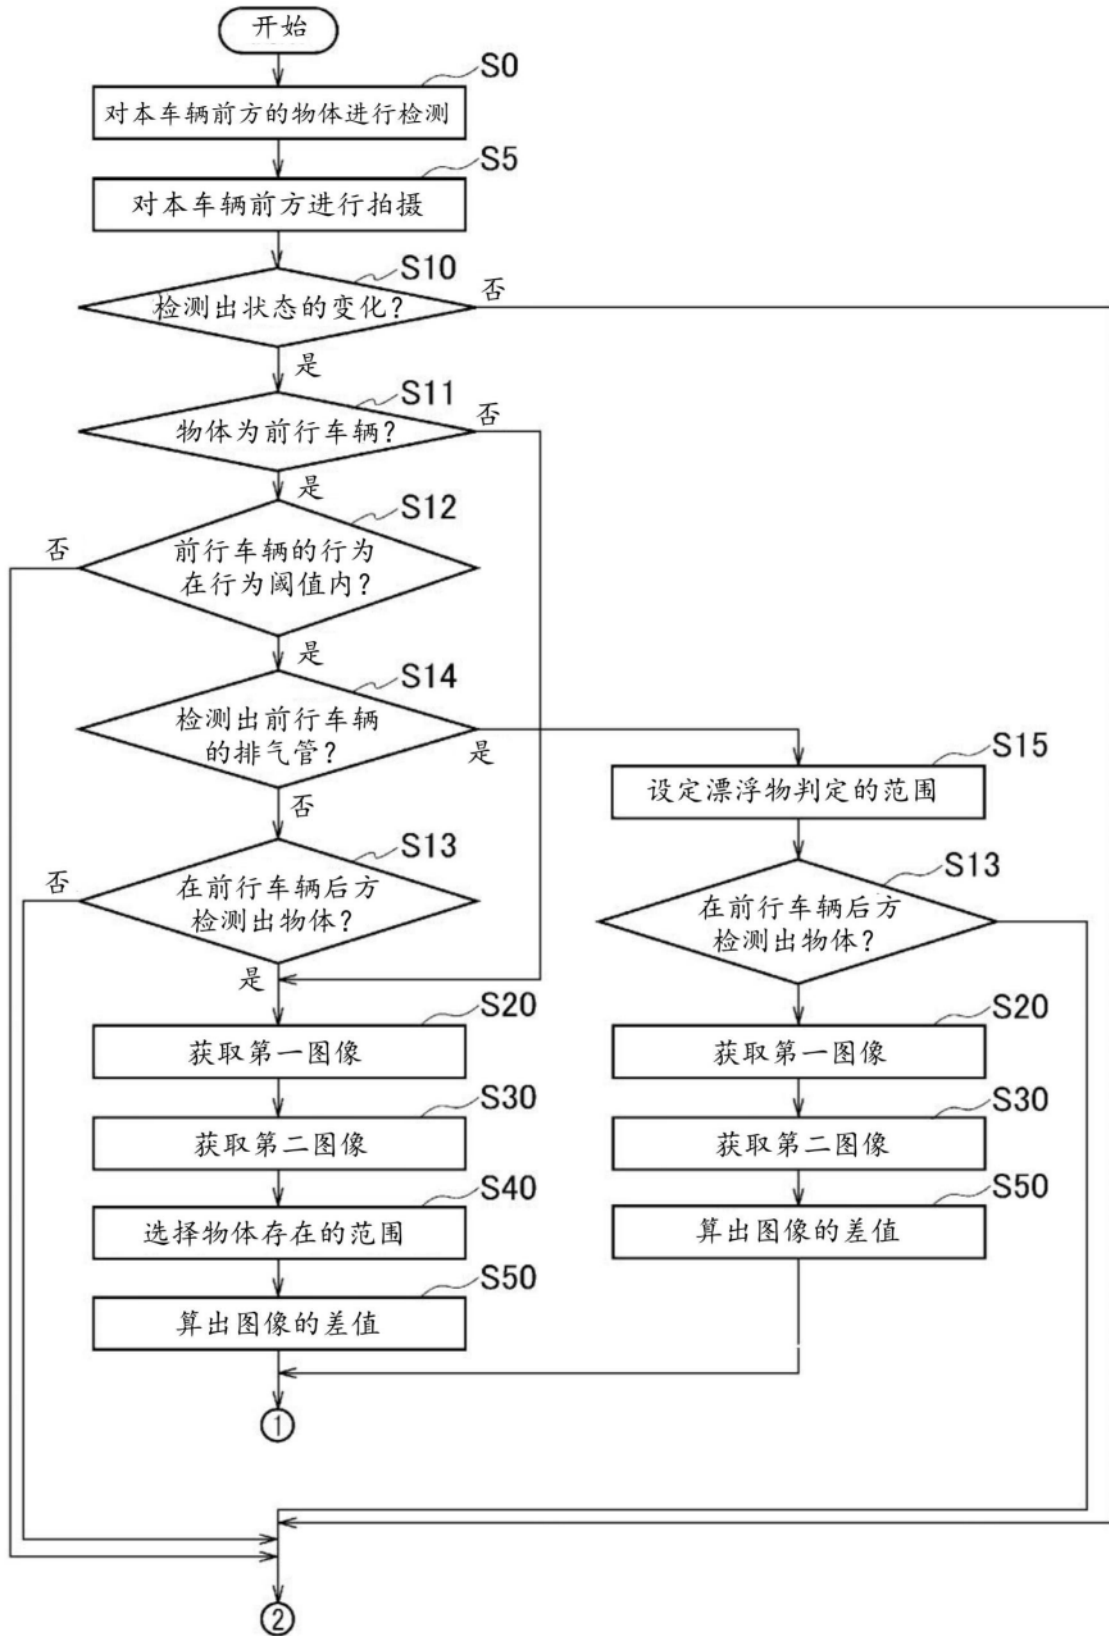 开始
S0
对本车辆前方的物体进行检测
S5
对本车辆前方进行拍摄
S10
检测出状态的变化？
否
是
S11
物体为前行车辆？
否
是
S12
前行车辆的行为
在行为阈值内？
否
是
S14
检测出前行车辆
的排气管？
是
否
S15
设定漂浮物判定的范围
S13
在前行车辆后方
检测出物体？
否
是
S13
在前行车辆后方
检测出物体？
S20
获取第一图像
S30
获取第二图像
S40
选择物体存在的范围
S50
算出图像的差值
S20
获取第一图像
S30
获取第二图像
S50
算出图像的差值
①
②